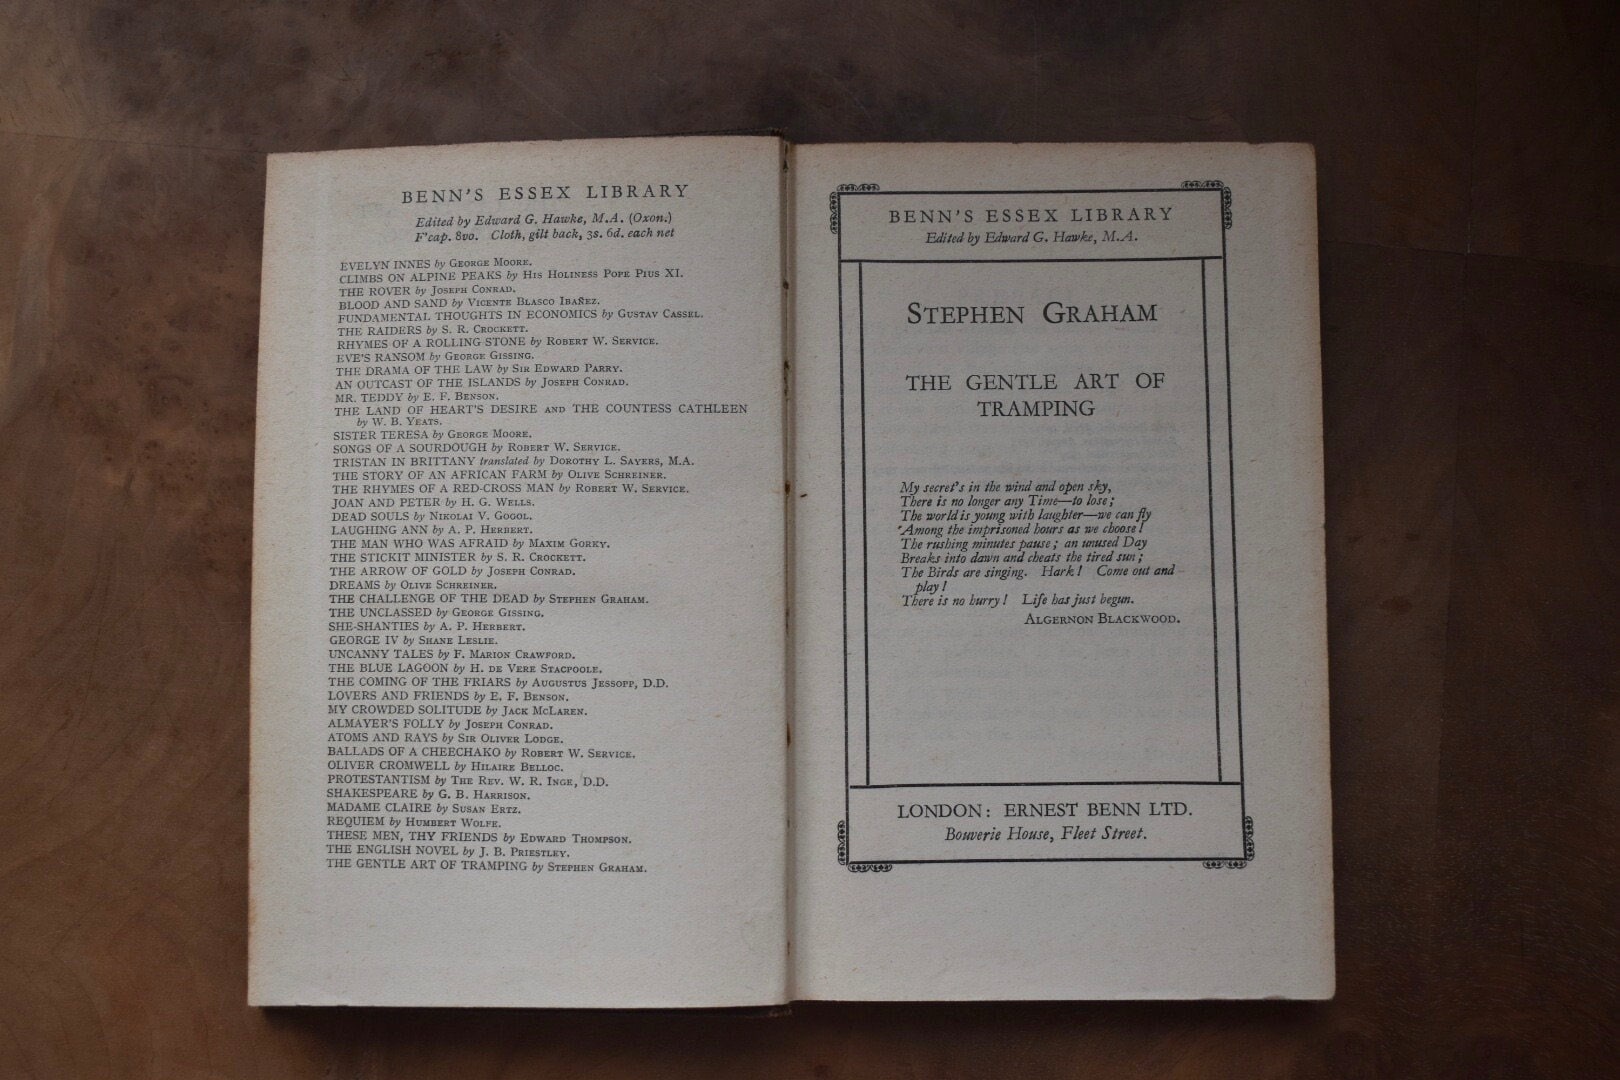 BENN'S ESSEX LIBRARY
Edited by Edward G. Hawke, M.A. (Oxon.)
F'cap. 8vo. Cloth, gilt back, 3s. 6d. each net
EVELYN INNES by George Moore.
CLIMBS ON ALPINE PEAKS by His Holiness Pope Pius XI.
THE ROVER by Joseph Conrad.
BLOOD AND SAND by Vicente Blasco Ibañez.
FUNDAMENTAL THOUGHTS IN ECONOMICS by Gustav Cassel.
THE RAIDERS by S. R. Crockett.
RHYMES OF A ROLLING STONE by Robert W. Service.
EVE'S RANSOM by George Gissing.
THE DRAMA OF THE LAW by Sir Edward Parry.
AN OUTCAST OF THE ISLANDS by Joseph Conrad.
MR. TEDDY by E. F. Benson.
THE LAND OF HEART'S DESIRE AND THE COUNTESS CATHLEEN
by W. B. Yeats.
SISTER TERESA by George Moore.
SONGS OF A SOURDOUGH by Robert W. Service.
TRISTAN IN BRITTANY translated by Dorothy L. Sayers, M.A.
THE STORY OF AN AFRICAN FARM by Olive Schreiner.
THE RHYMES OF A RED-CROSS MAN by Robert W. Service.
JOAN AND PETER by H. G. Wells.
DEAD SOULS by Nikolai V. Gogol.
LAUGHING ANN by A. P. Herbert.
THE MAN WHO WAS AFRAID by Maxim Gorky.
THE STICKIT MINISTER by S. R. Crockett.
THE ARROW OF GOLD by Joseph Conrad.
DREAMS by Olive Schreiner.
THE CHALLENGE OF THE DEAD by Stephen Graham.
THE UNCLASSED by George Gissing.
SHE-SHANTIES by A. P. Herbert.
GEORGE IV by Shane Leslie.
UNCANNY TALES by F. Marion Crawford.
THE BLUE LAGOON by H. de Vere Stacpoole.
THE COMING OF THE FRIARS by Augustus Jessopp, D.D.
LOVERS AND FRIENDS by E. F. Benson.
MY CROWDED SOLITUDE by Jack McLaren.
ALMAYER'S FOLLY by Joseph Conrad.
ATOMS AND RAYS by Sir Oliver Lodge.
BALLADS OF A CHEECHAKO by Robert W. Service.
OLIVER CROMWELL by Hilaire Belloc.
PROTESTANTISM by The Rev. W. R. Inge, D.D.
SHAKESPEARE by G. B. Harrison.
MADAME CLAIRE by Susan Ertz.
REQUIEM by Humbert Wolfe.
THESE MEN, THY FRIENDS by Edward Thompson.
THE ENGLISH NOVEL by J. B. Priestley.
THE GENTLE ART OF TRAMPING by Stephen Graham.
BENN'S ESSEX LIBRARY
Edited by Edward G. Hawke, M.A.
Stephen Graham
THE GENTLE ART OF
TRAMPING
My secret's in the wind and open sky,
There is no longer any Time—to lose;
The world is young with laughter—we can fly
Among the imprisoned hours as we choose!
The rushing minutes pause; an unused Day
Breaks into dawn and cheats the tired sun;
The Birds are singing. Hark! Come out and
play!
There is no hurry! Life has just begun.
Algernon Blackwood.
LONDON: ERNEST BENN LTD.
Bouverie House, Fleet Street.